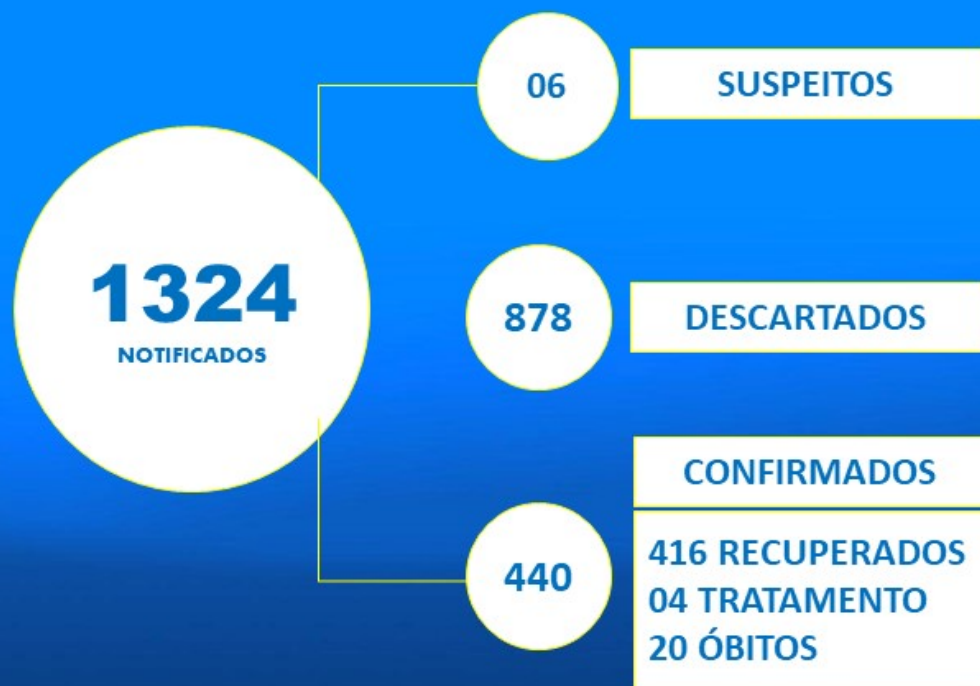 1324
NOTIFICADOS
06
SUSPEITOS
878
DESCARTADOS
440
CONFIRMADOS
416 RECUPERADOS
04 TRATAMENTO
20 ÓBITOS